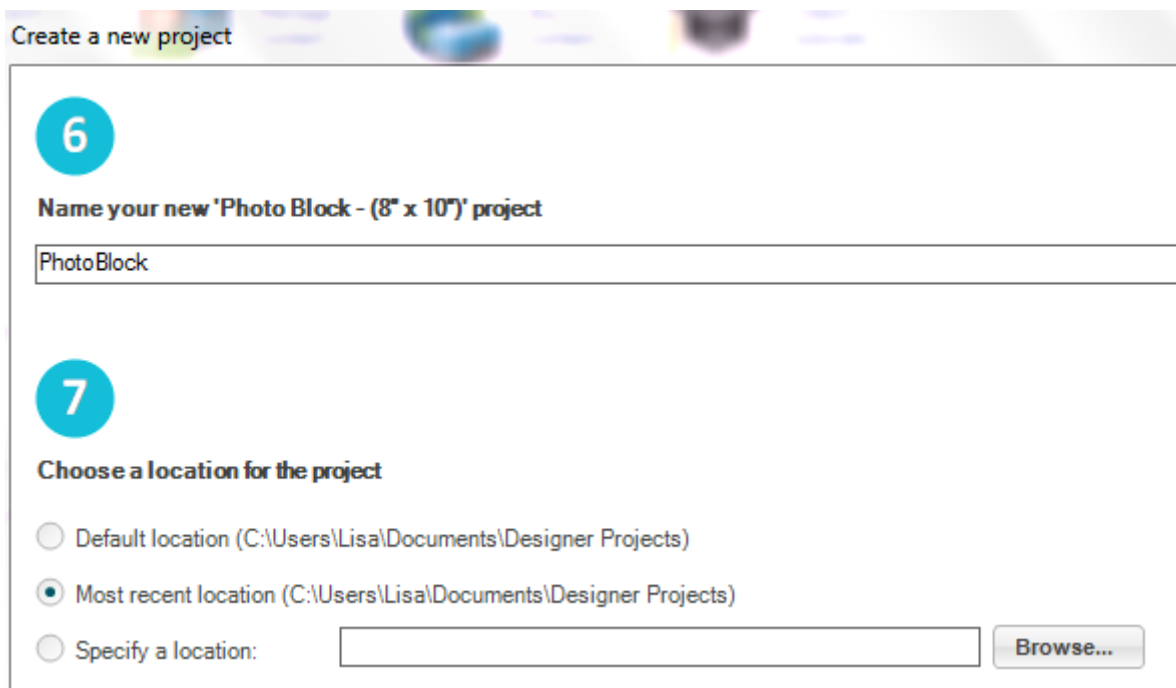 Create a new project
6
Name your new 'Photo Block - (8" x 10")' project
PhotoBlock
7
Choose a location for the project
Default location (C:\Users\Lisa\Documents\Designer Projects)
Most recent location (C:\Users\Lisa\Documents\Designer Projects)
Specify a location:
Browse...